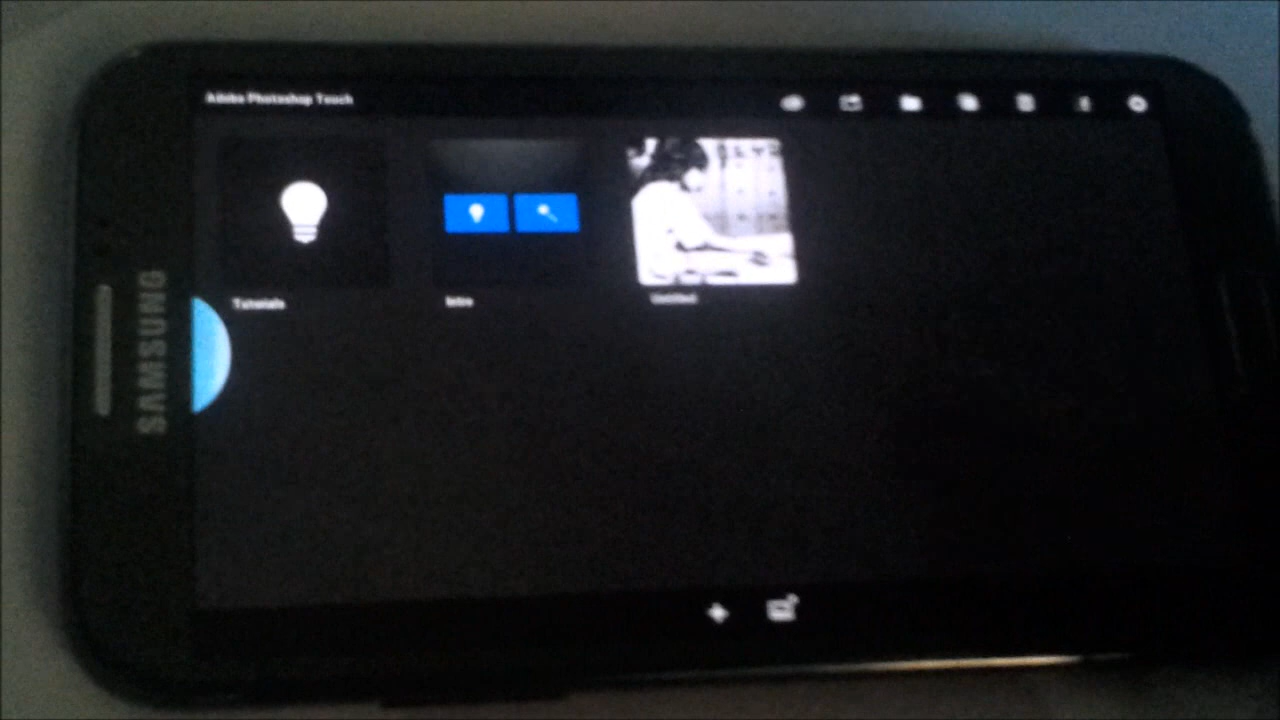 Adobe Photoshop Touch
Tutorials
Intro
Untitled
SAMSUNG